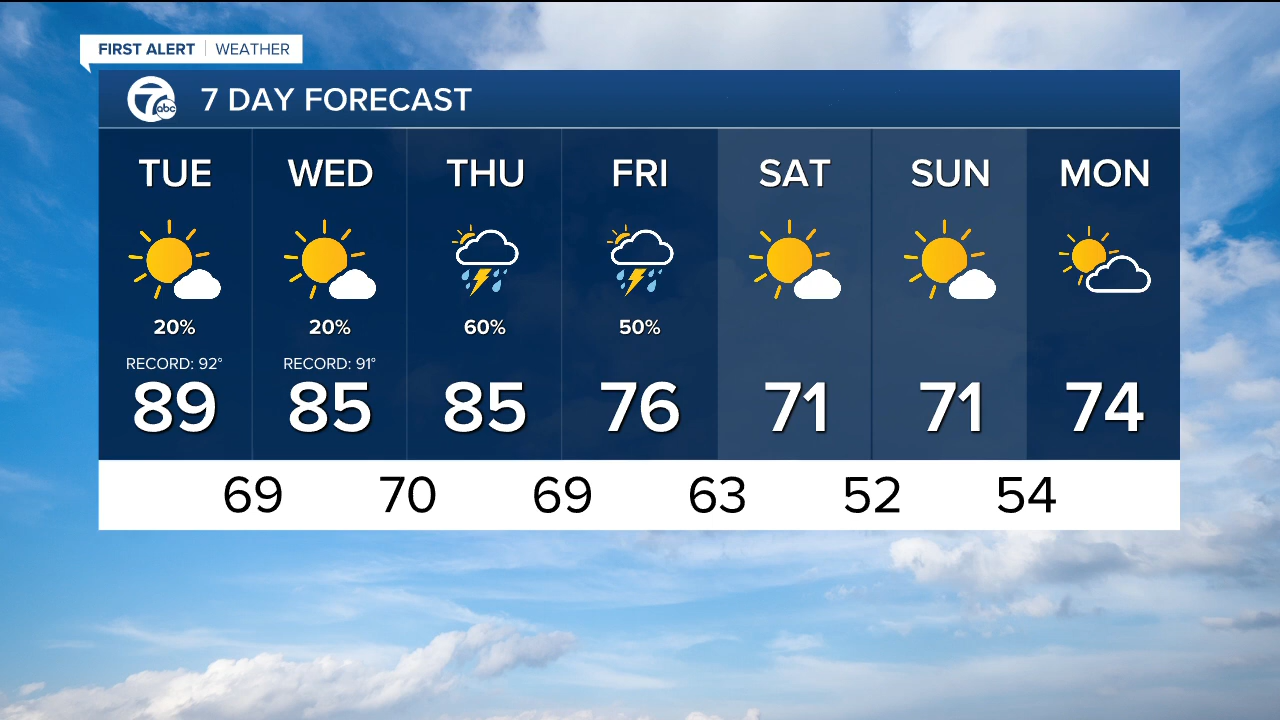 FIRST ALERT | WEATHER
7 abc 7 DAY FORECAST
TUE WED THU FRI SAT SUN MON
20% 20% 60% 50%
RECORD: 92° RECORD: 91°
89 85 85 76 71 71 74
69 70 69 63 52 54